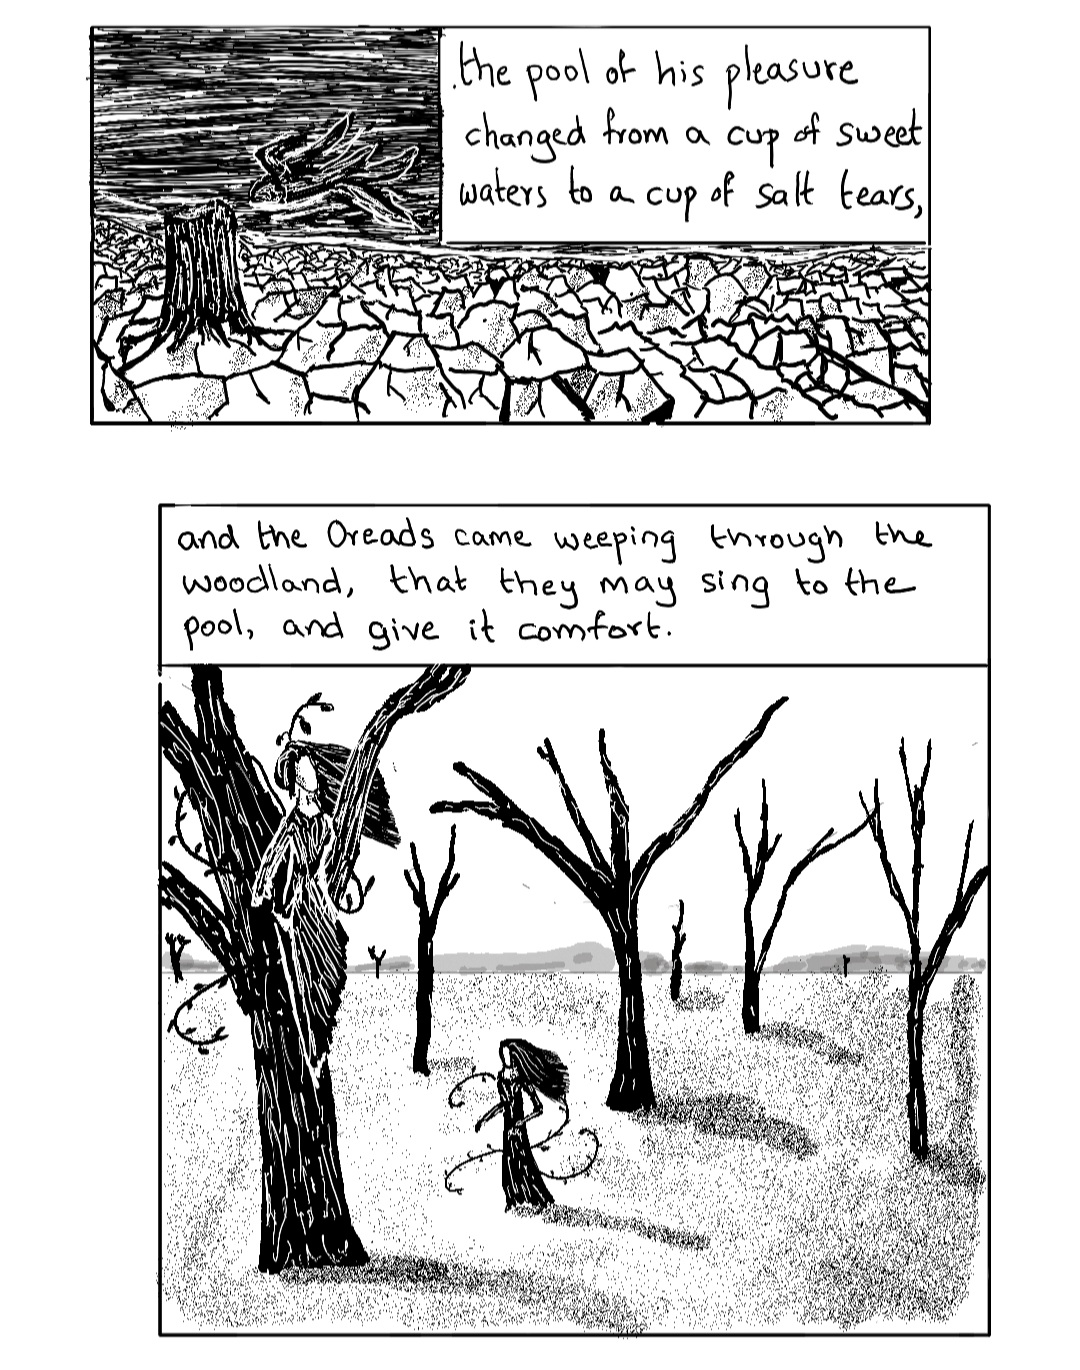 .the pool of his pleasure
changed from a cup of sweet
waters to a cup of salt tears,
and the Oreads came weeping through the
woodland, that they may sing to the
pool, and give it comfort.